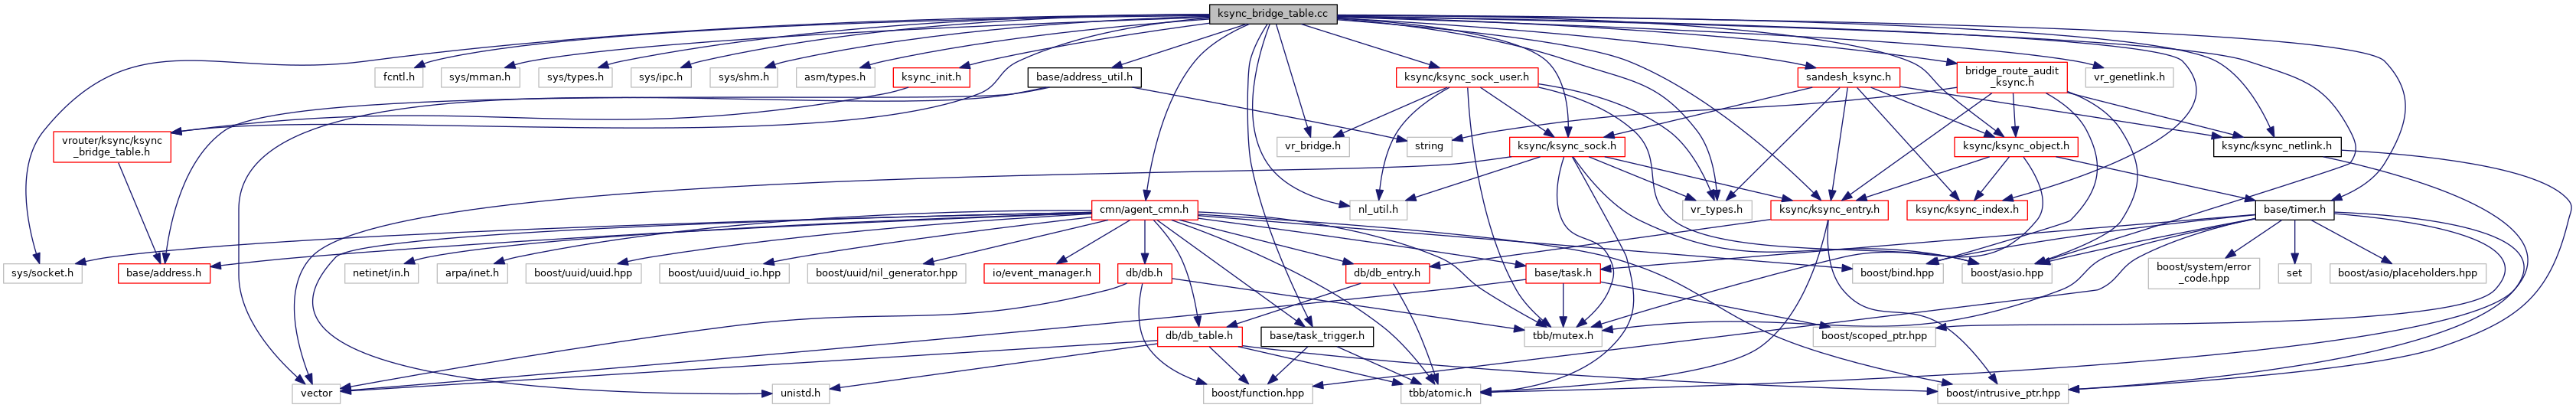 ksync_bridge_table.cc
fcntl.h
sys/mman.h
sys/types.h
sys/ipc.h
sys/shm.h
asm/types.h
ksync_init.h
base/address_util.h
ksync/ksync_sock_user.h
sandesh_ksync.h
bridge_route_audit
_ksync.h
vr_genetlink.h
vrouter/ksync/ksync
_bridge_table.h
vr_bridge.h
string
ksync/ksync_sock.h
ksync/ksync_object.h
ksync/ksync_netlink.h
cmn/agent_cmn.h
nl_util.h
vr_types.h
ksync/ksync_entry.h
ksync/ksync_index.h
base/timer.h
sys/socket.h
base/address.h
netinet/in.h
arpa/inet.h
boost/uuid/uuid.hpp
boost/uuid/uuid_io.hpp
boost/uuid/nil_generator.hpp
io/event_manager.h
db/db.h
db/db_entry.h
base/task.h
boost/bind.hpp
boost/asio.hpp
boost/system/error
_code.hpp
set
boost/asio/placeholders.hpp
db/db_table.h
base/task_trigger.h
tbb/mutex.h
boost/scoped_ptr.hpp
vector
unistd.h
boost/function.hpp
tbb/atomic.h
boost/intrusive_ptr.hpp